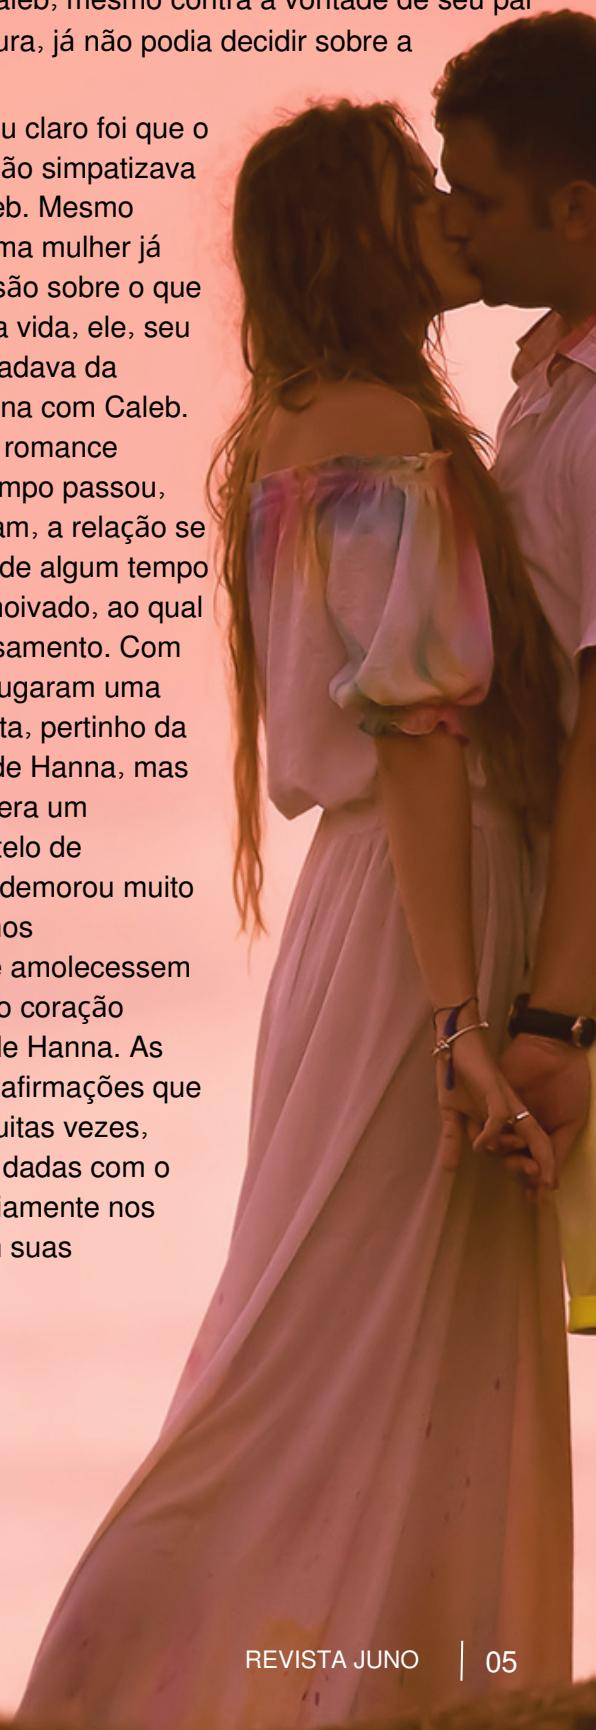 aleb, mesmo contra a vontade de seu pai
ura, já não podia decidir sobre a
u claro foi que o
ão simpatizava
eb. Mesmo
ma mulher já
são sobre o que
a vida, ele, seu
adava da
na com Caleb.
romance
mpo passou,
am, a relação se
de algum tempo
noivado, ao qual
samento. Com
ugaram uma
ta, pertinho da
de Hanna, mas
era um
telo de
demorou muito
nos
e amolecessem
o coração
de Hanna. As
afirmações que
uitas vezes,
dadas com o
iamente nos
suas
REVISTA JUNO | 05